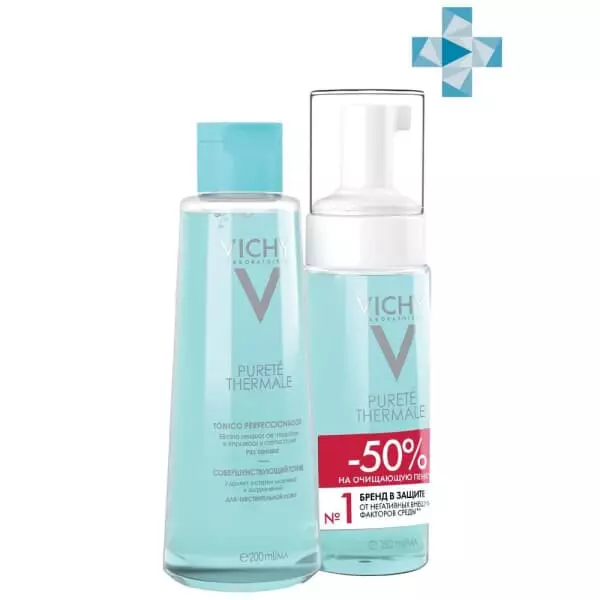 VICHY
LABORATOIRES
V
PURETÉ
THERMALE
TÓNICO PERFECCIONADOR
Piel sensible
СОВЕРШЕНСТВУЮЩИЙ ТОНИК
для чувствительной кожи
200 ml/МЛ
VICHY
LABORATOIRES
V
PURETÉ
THERMALE
-50%
НА ОЧИЩАЮЩУЮ
№1
БРЕНД В ЗАЩИТЕ
ОТ НЕГАТИВНЫХ
ФАКТОРОВ СРЕДЫ**